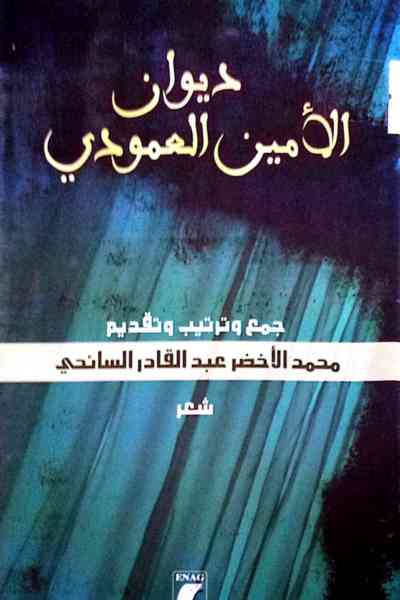 ديوان
الأمين العمودي
جمع وترتيب وتقديم
محمد الأخضر عبد القادر السائحي
شعر
ENAG